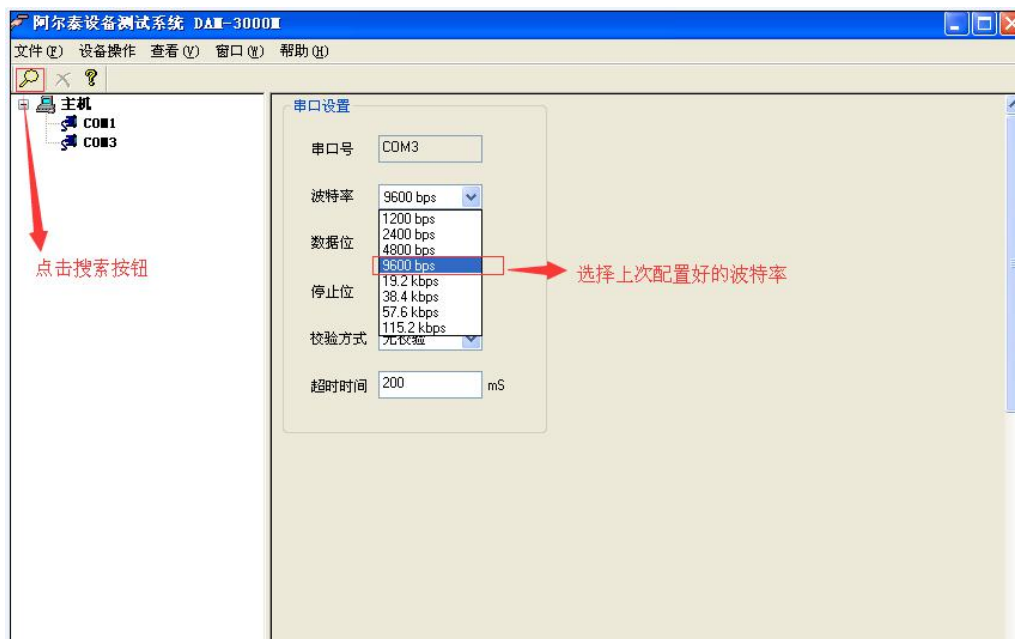 阿尔泰设备测试系统 DAM-3000M
文件(F) 设备操作 查看(V) 窗口(W) 帮助(H)
主机
COM1
COM3
点击搜索按钮
串口设置
串口号 COM3
波特率 9600 bps
1200 bps
2400 bps
数据位
4800 bps
9600 bps
选择上次配置好的波特率
19.2 kbps
停止位
38.4 kbps
57.6 kbps
115.2 kbps
校验方式 无校验
超时时间 200 mS